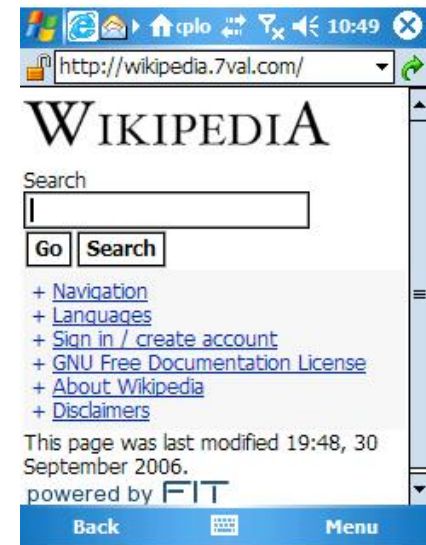 cplo 10:49
http://wikipedia.7val.com/
WIKIPEDIA
Search
Go Search
+ Navigation
+ Languages
+ Sign in / create account
+ GNU Free Documentation License
+ About Wikipedia
+ Disclaimers
This page was last modified 19:48, 30
September 2006.
powered by FIT
Back Menu